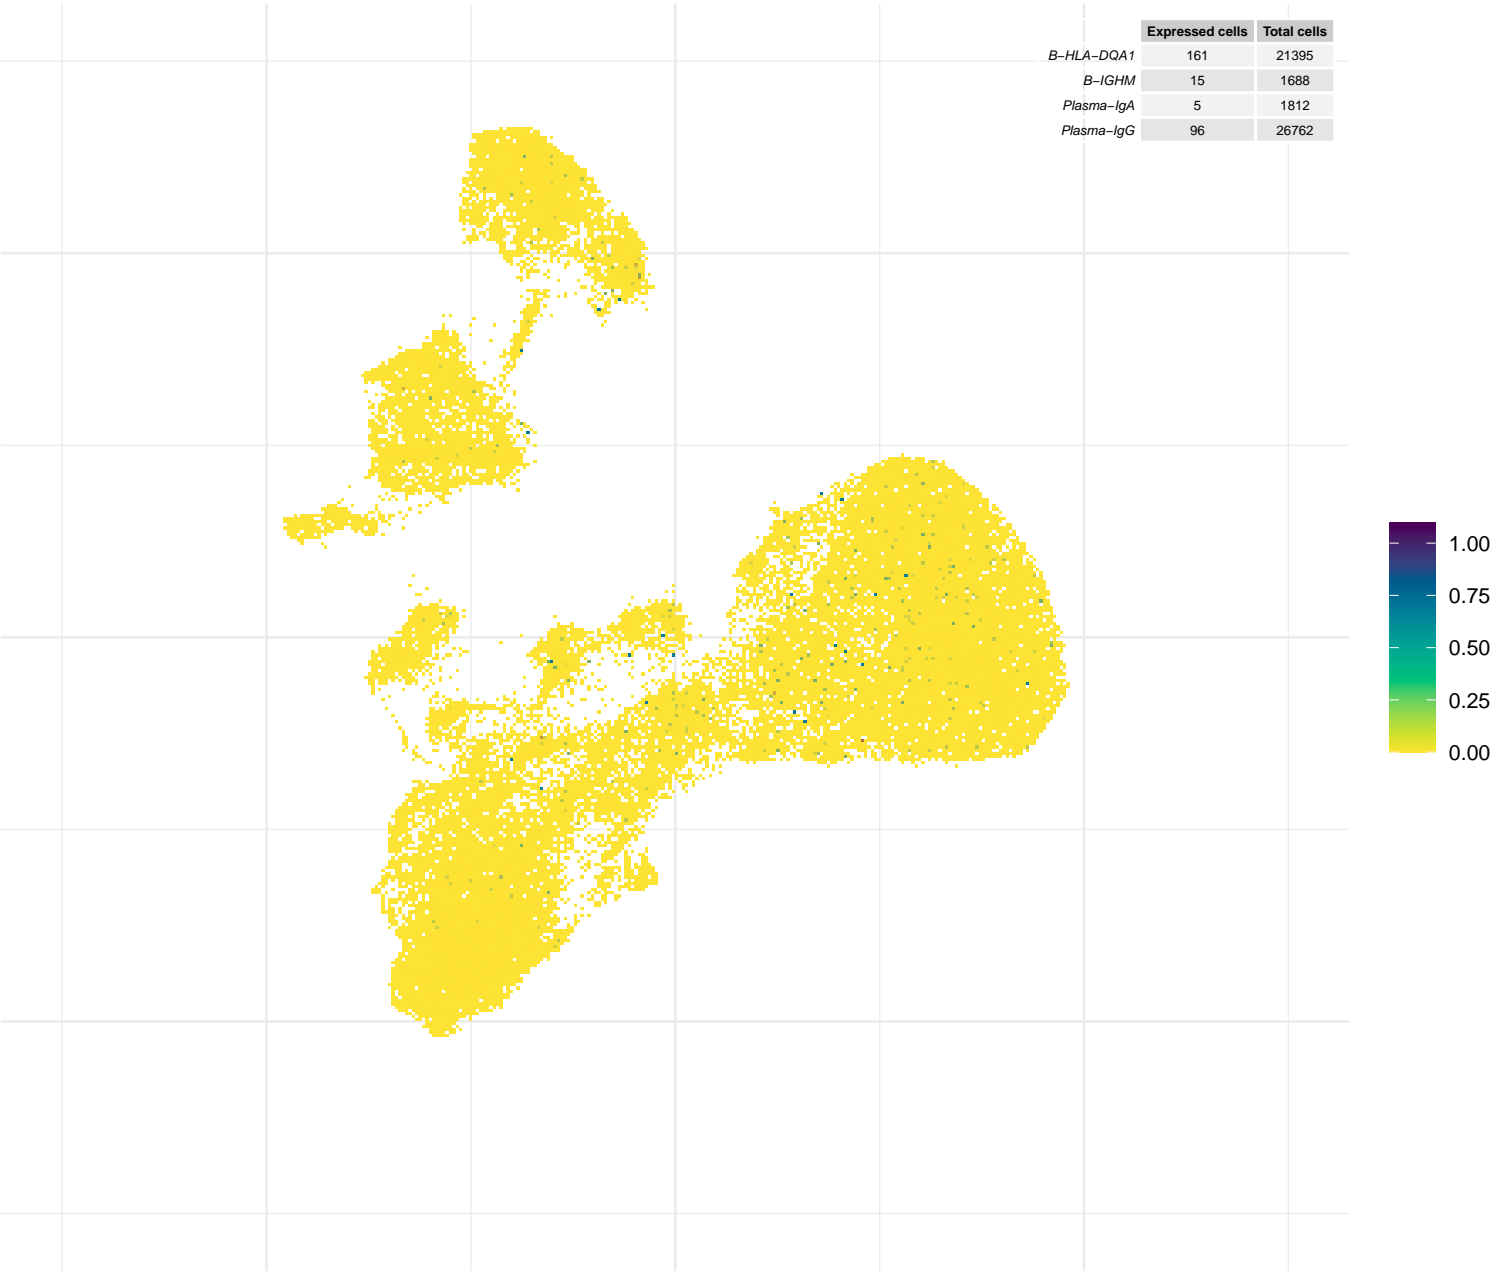 Expressed cells Total cells
B−HLA−DQA1 161 21395
B−IGHM 15 1688
Plasma−IgA 5 1812
Plasma−IgG 96 26762
1.00
0.75
0.50
0.25
0.00